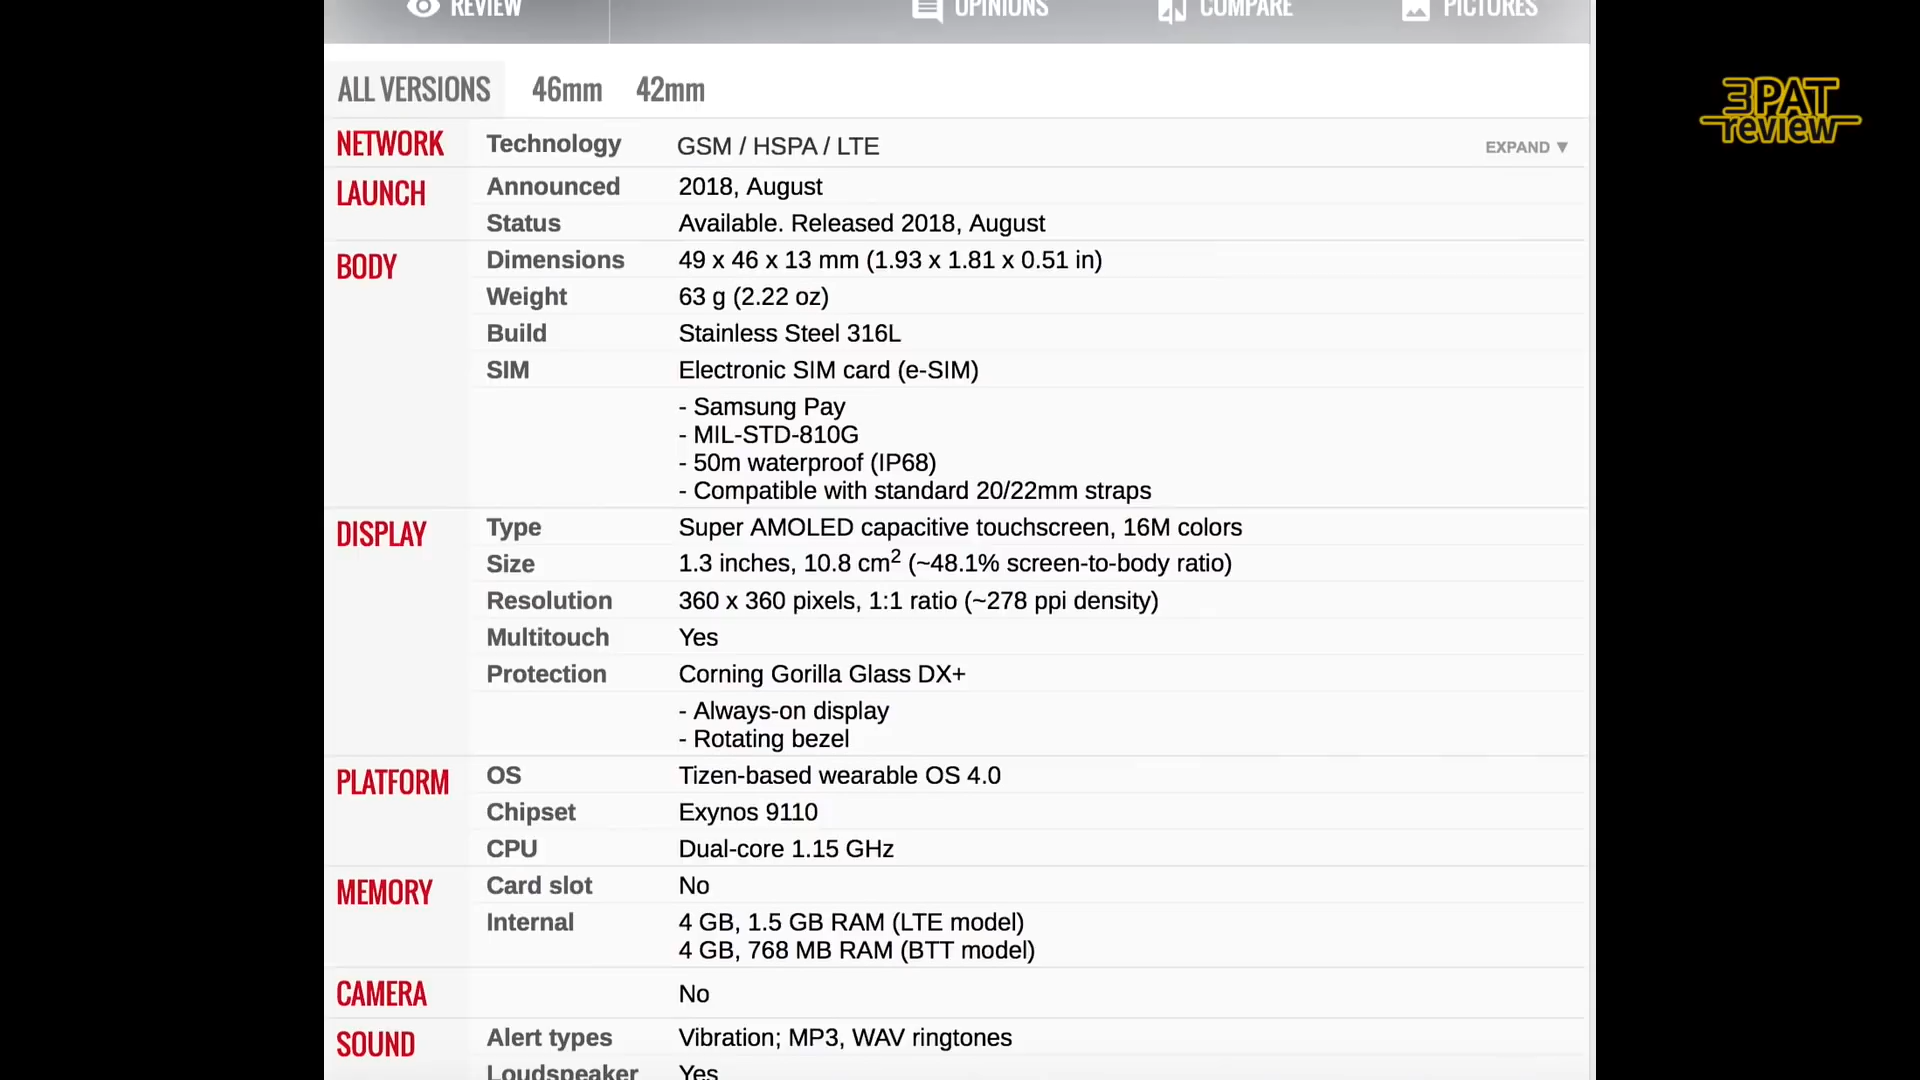 REVIEW OPINIONS COMPARE PICTURES
3PAT
review
ALL VERSIONS 46mm 42mm
NETWORK Technology GSM / HSPA / LTE EXPAND ▼
LAUNCH Announced 2018, August
Status Available. Released 2018, August
BODY Dimensions 49 x 46 x 13 mm (1.93 x 1.81 x 0.51 in)
Weight 63 g (2.22 oz)
Build Stainless Steel 316L
SIM Electronic SIM card (e-SIM)
- Samsung Pay
- MIL-STD-810G
- 50m waterproof (IP68)
- Compatible with standard 20/22mm straps
DISPLAY Type Super AMOLED capacitive touchscreen, 16M colors
Size 1.3 inches, 10.8 cm² (~48.1% screen-to-body ratio)
Resolution 360 x 360 pixels, 1:1 ratio (~278 ppi density)
Multitouch Yes
Protection Corning Gorilla Glass DX+
- Always-on display
- Rotating bezel
PLATFORM OS Tizen-based wearable OS 4.0
Chipset Exynos 9110
CPU Dual-core 1.15 GHz
MEMORY Card slot No
Internal 4 GB, 1.5 GB RAM (LTE model)
4 GB, 768 MB RAM (BTT model)
CAMERA No
SOUND Alert types Vibration; MP3, WAV ringtones
Loudspeaker Yes